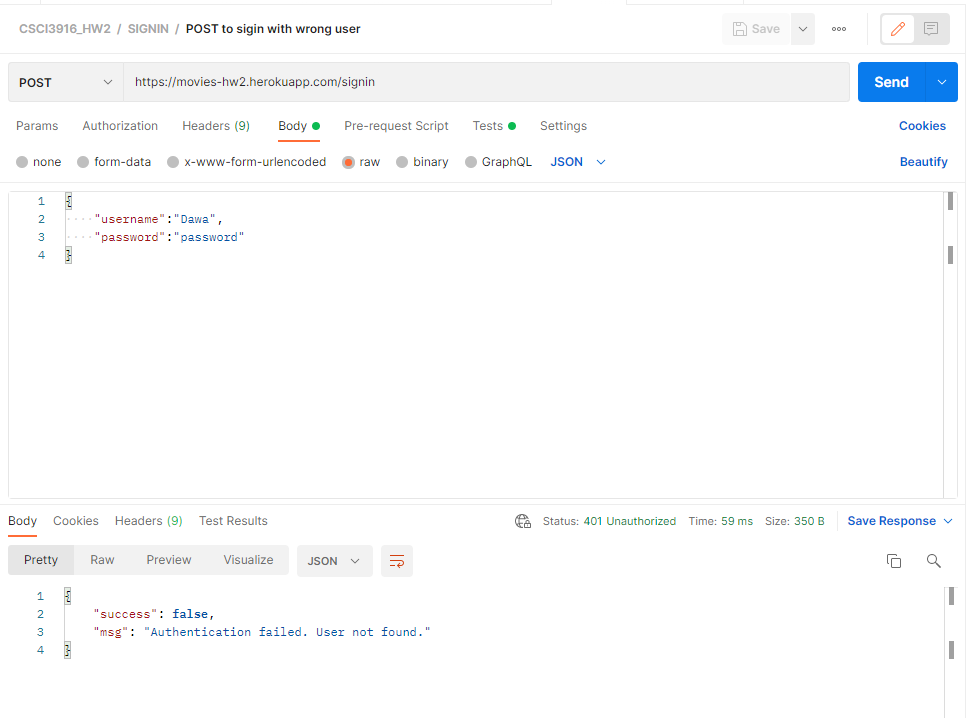 CSCI3916_HW2 / SIGNIN / POST to sigin with wrong user
Save
POST https://movies-hw2.herokuapp.com/signin Send
Params Authorization Headers (9) Body Pre-request Script Tests Settings Cookies
none form-data x-www-form-urlencoded raw binary GraphQL JSON Beautify
1 {
2 ····"username":"Dawa",
3 ····"password":"password"
4 }
Body Cookies Headers (9) Test Results Status: 401 Unauthorized Time: 59 ms Size: 350 B Save Response
Pretty Raw Preview Visualize JSON
1 {
2 "success": false,
3 "msg": "Authentication failed. User not found."
4 }